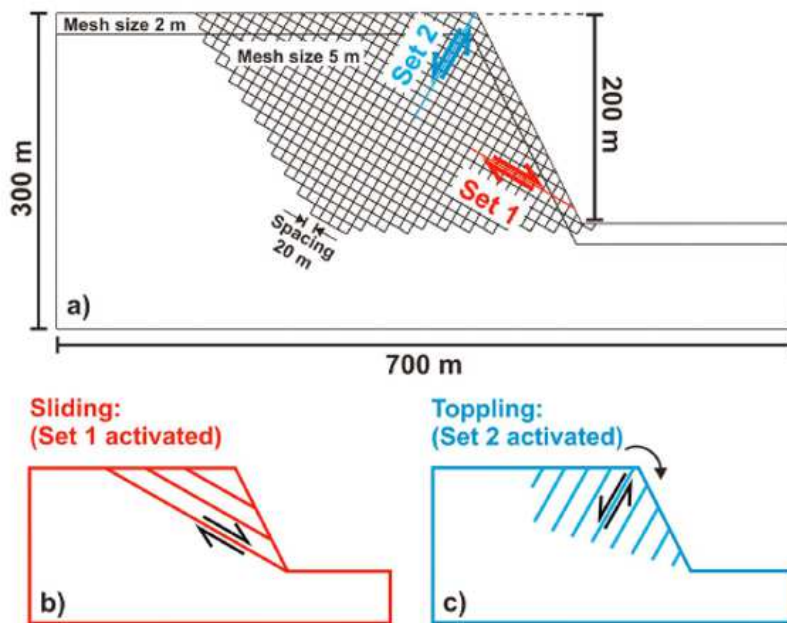 Mesh size 2 m
Mesh size 5 m
Set 2
Set 1
200 m
300 m
Spacing
20 m
a)
700 m
Sliding:
(Set 1 activated)
Toppling:
(Set 2 activated)
b)
c)